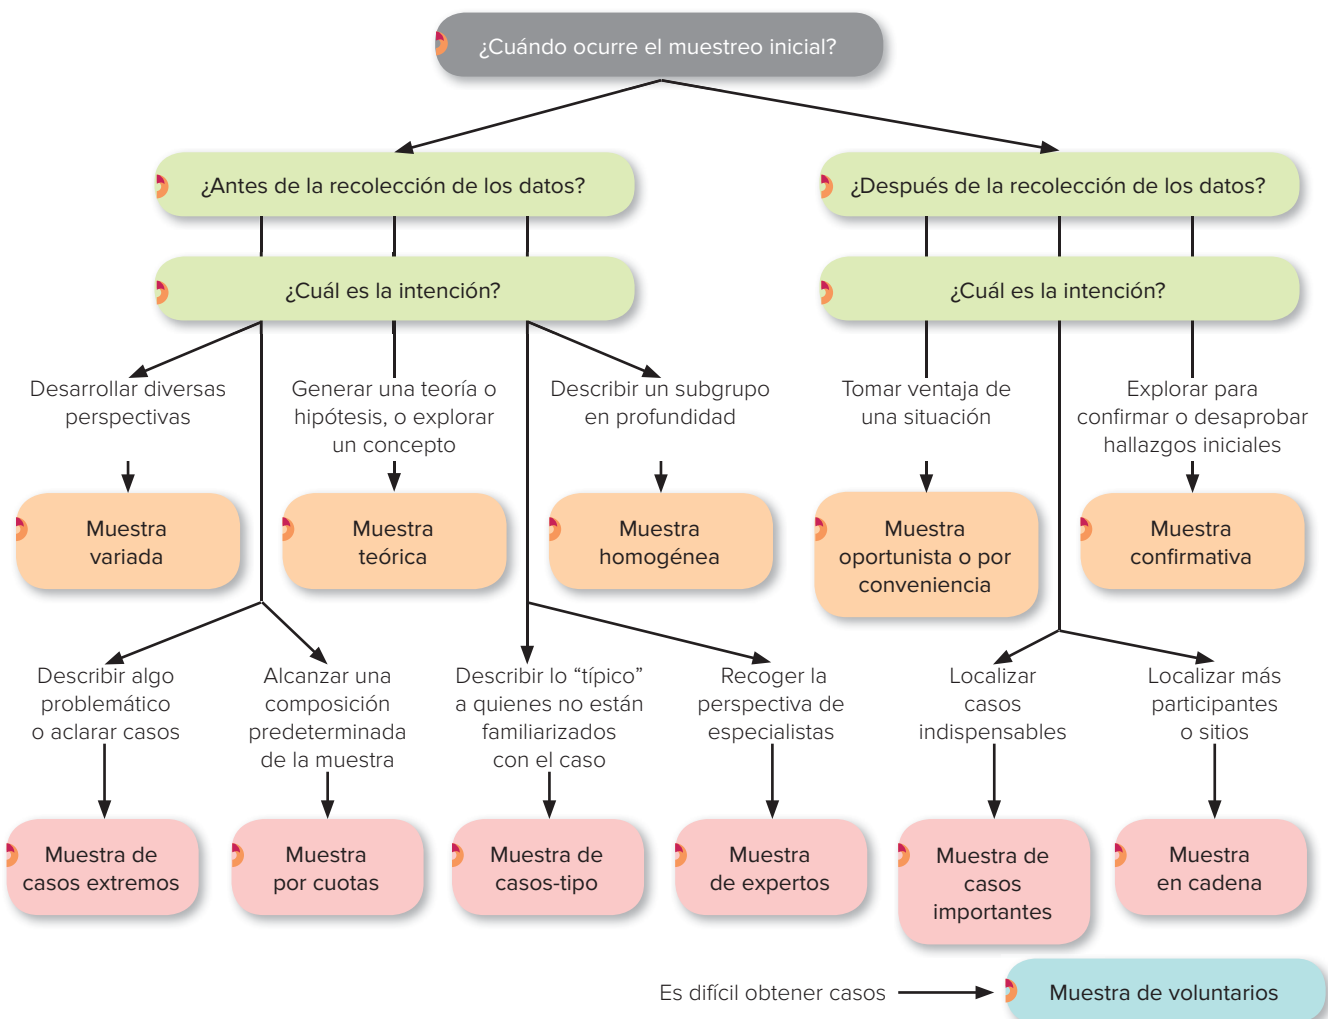 ¿Cuándo ocurre el muestreo inicial?
¿Antes de la recolección de los datos?
¿Después de la recolección de los datos?
¿Cuál es la intención?
¿Cuál es la intención?
Desarrollar diversas
perspectivas
Generar una teoría o
hipótesis, o explorar
un concepto
Describir un subgrupo
en profundidad
Tomar ventaja de
una situación
Explorar para
confirmar o desaprobar
hallazgos iniciales
Muestra
variada
Muestra
teórica
Muestra
homogénea
Muestra
oportunista o por
conveniencia
Muestra
confirmativa
Describir algo
problemático
o aclarar casos
Alcanzar una
composición
predeterminada
de la muestra
Describir lo “típico”
a quienes no están
familiarizados
con el caso
Recoger la
perspectiva de
especialistas
Localizar
casos
indispensables
Localizar más
participantes
o sitios
Muestra de
casos extremos
Muestra
por cuotas
Muestra de
casos-tipo
Muestra
de expertos
Muestra de
casos
importantes
Muestra
en cadena
Es difícil obtener casos
Muestra de voluntarios